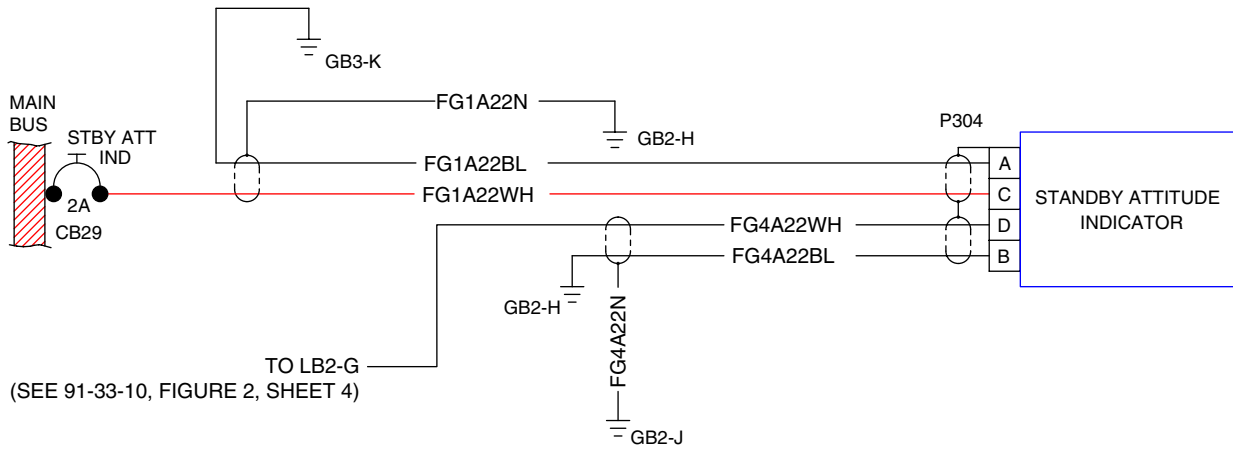 GB3-K
MAIN
BUS
STBY ATT
IND
FG1A22N
GB2-H
P304
FG1A22BL
A
FG1A22WH
C
2A
CB29
STANDBY ATTITUDE
INDICATOR
FG4A22WH
D
FG4A22BL
B
GB2-H
FG4A22N
TO LB2-G
(SEE 91-33-10, FIGURE 2, SHEET 4)
GB2-J